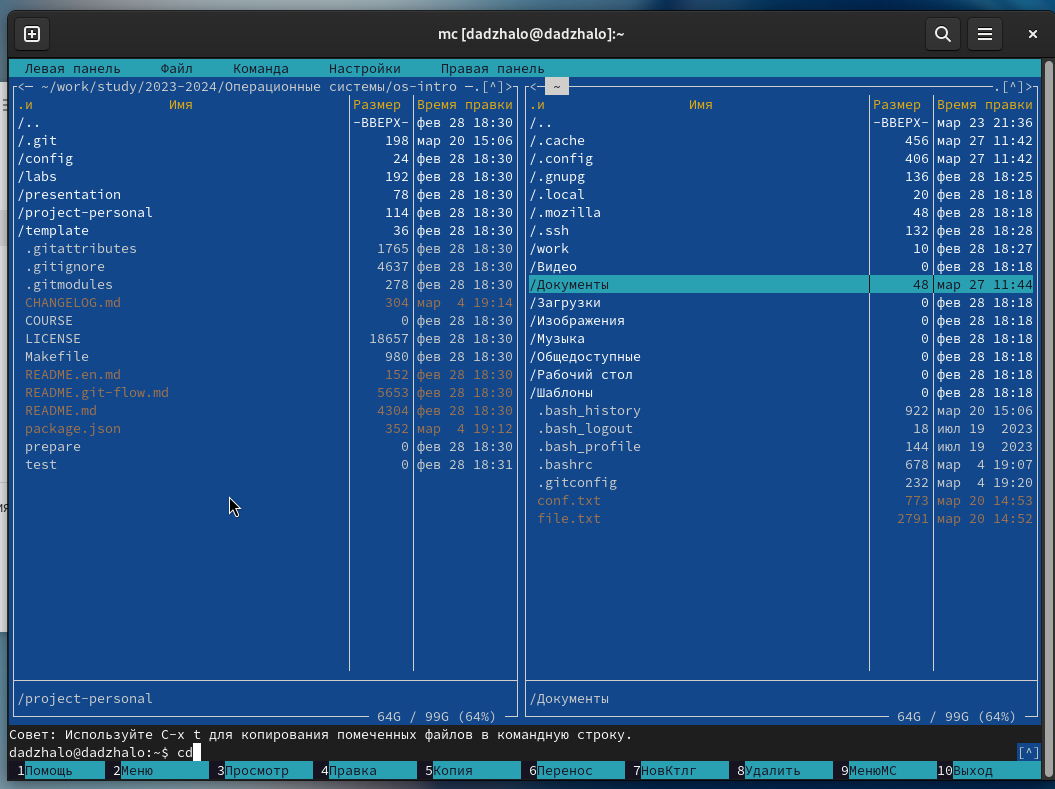 mc [dadzhalo@dadzhalo]:~
Левая панель Файл Команда Настройки Правая панель
<─ ~/work/study/2023-2024/Операционные системы/os-intro ─.[^]>
.и Имя Размер Время правки
/.. -ВВЕРХ- фев 28 18:30
/.git 198 мар 20 15:06
/config 24 фев 28 18:30
/labs 192 фев 28 18:30
/presentation 78 фев 28 18:30
/project-personal 114 фев 28 18:30
/template 36 фев 28 18:30
.gitattributes 1765 фев 28 18:30
.gitignore 4637 фев 28 18:30
.gitmodules 278 фев 28 18:30
CHANGELOG.md 304 мар 4 19:14
COURSE 0 фев 28 18:30
LICENSE 18657 фев 28 18:30
Makefile 980 фев 28 18:30
README.en.md 152 фев 28 18:30
README.git-flow.md 5653 фев 28 18:30
README.md 4304 фев 28 18:30
package.json 352 мар 4 19:12
prepare 0 фев 28 18:30
test 0 фев 28 18:31
/project-personal
64G / 99G (64%)
<─ ~ .[^]>
.и Имя Размер Время правки
/.. -ВВЕРХ- мар 23 21:36
/.cache 456 мар 27 11:42
/.config 406 мар 27 11:42
/.gnupg 136 фев 28 18:25
/.local 20 фев 28 18:18
/.mozilla 48 фев 28 18:18
/.ssh 132 фев 28 18:28
/work 10 фев 28 18:27
/Видео 0 фев 28 18:18
/Документы 48 мар 27 11:44
/Загрузки 0 фев 28 18:18
/Изображения 0 фев 28 18:18
/Музыка 0 фев 28 18:18
/Общедоступные 0 фев 28 18:18
/Рабочий стол 0 фев 28 18:18
/Шаблоны 0 фев 28 18:18
.bash_history 922 мар 20 15:06
.bash_logout 18 июл 19 2023
.bash_profile 144 июл 19 2023
.bashrc 678 мар 4 19:07
.gitconfig 232 мар 4 19:20
conf.txt 773 мар 20 14:53
file.txt 2791 мар 20 14:52
/Документы
64G / 99G (64%)
Совет: Используйте C-x t для копирования помеченных файлов в командную строку.
dadzhalo@dadzhalo:~$ cd [^]
1Помощь 2Меню 3Просмотр 4Правка 5Копия 6Перенос 7НовКтлг 8Удалить 9МенюMC 10Выход